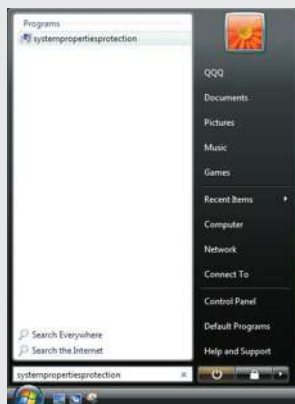 Programs
systempropertiesprotection
Search Everywhere
Search the Internet
systempropertiesprotection
QQQ
Documents
Pictures
Music
Games
Recent Items
Computer
Network
Connect To
Control Panel
Default Programs
Help and Support